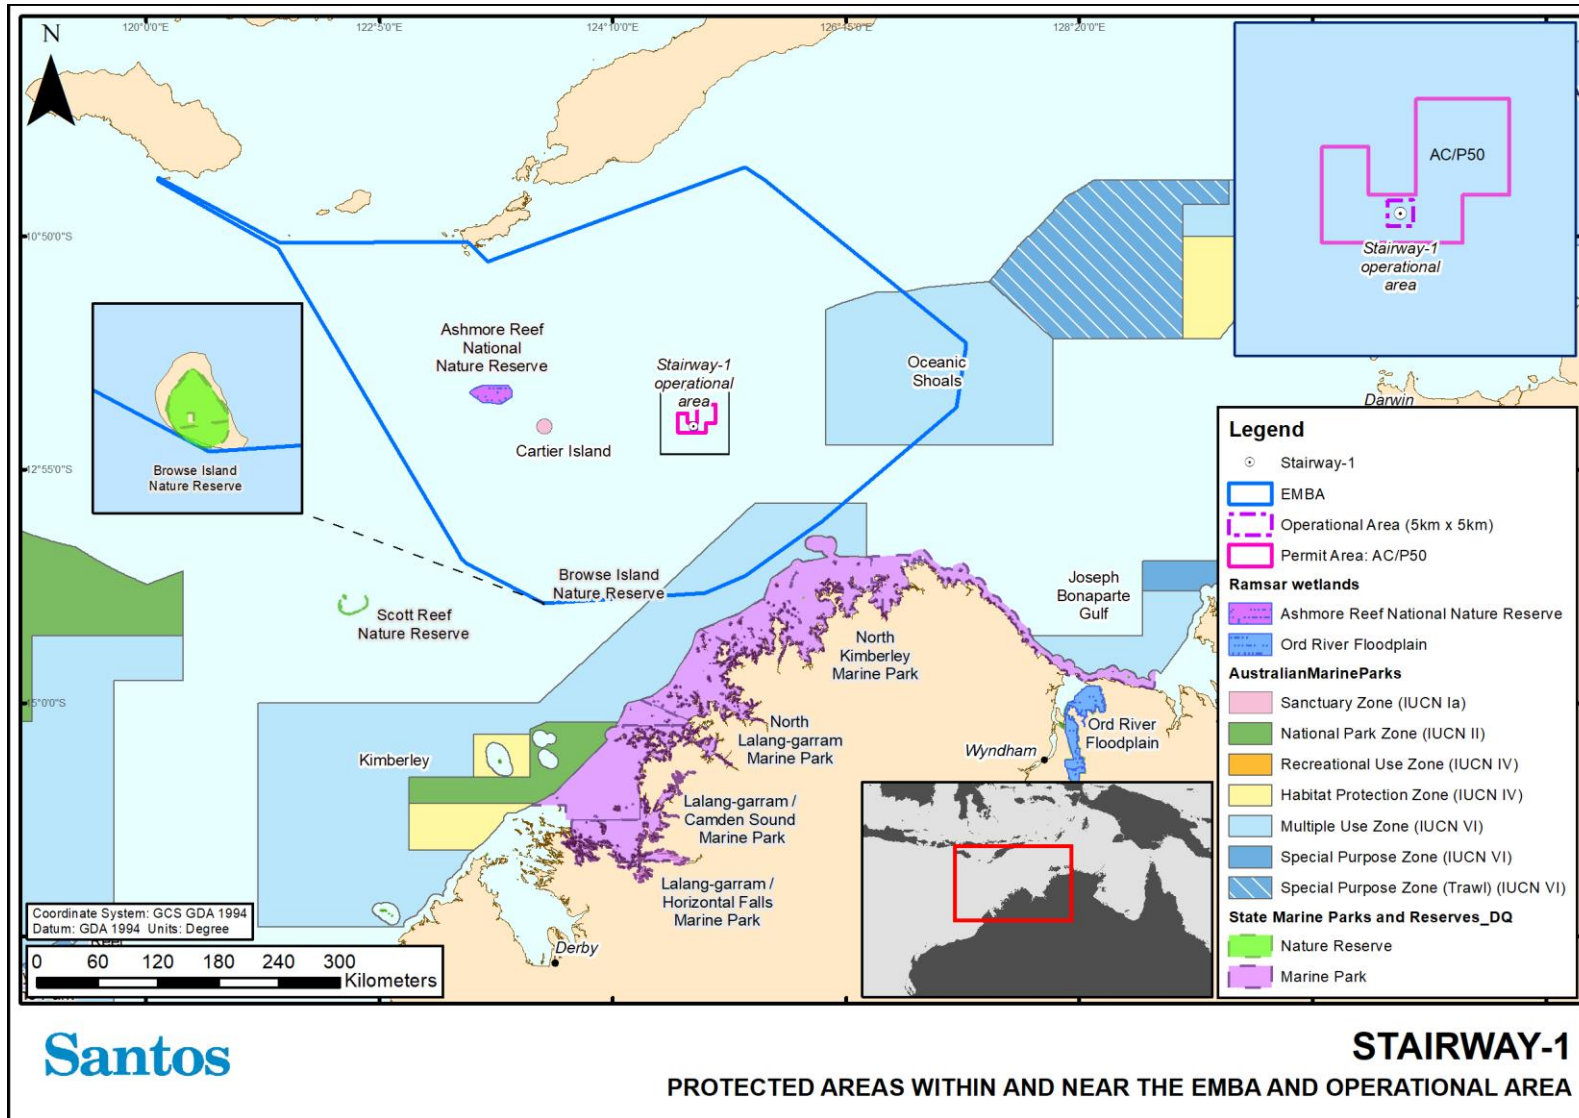 120°0'0"E
122°5'0"E
124°10'0"E
126°15'0"E
128°20'0"E
N
10°50'0"S
12°55'0"S
15°0'0"S
AC/P50
Stairway-1
operational
area
Ashmore Reef
National
Nature Reserve
Stairway-1
operational
area
Cartier Island
Oceanic
Shoals
Darwin
Browse Island
Nature Reserve
Browse Island
Nature Reserve
Scott Reef
Nature Reserve
Joseph
Bonaparte
Gulf
North
Kimberley
Marine Park
North
Lalang-garram
Marine Park
Kimberley
Wyndham
Ord River
Floodplain
Lalang-garram /
Camden Sound
Marine Park
Lalang-garram /
Horizontal Falls
Marine Park
Derby
Legend
Stairway-1
EMBA
Operational Area (5km x 5km)
Permit Area: AC/P50
Ramsar wetlands
Ashmore Reef National Nature Reserve
Ord River Floodplain
AustralianMarineParks
Sanctuary Zone (IUCN Ia)
National Park Zone (IUCN II)
Recreational Use Zone (IUCN IV)
Habitat Protection Zone (IUCN IV)
Multiple Use Zone (IUCN VI)
Special Purpose Zone (IUCN VI)
Special Purpose Zone (Trawl) (IUCN VI)
State Marine Parks and Reserves_DQ
Nature Reserve
Marine Park
Coordinate System: GCS GDA 1994
Datum: GDA 1994 Units: Degree
0 60 120 180 240 300
Kilometers
Santos
STAIRWAY-1
PROTECTED AREAS WITHIN AND NEAR THE EMBA AND OPERATIONAL AREA